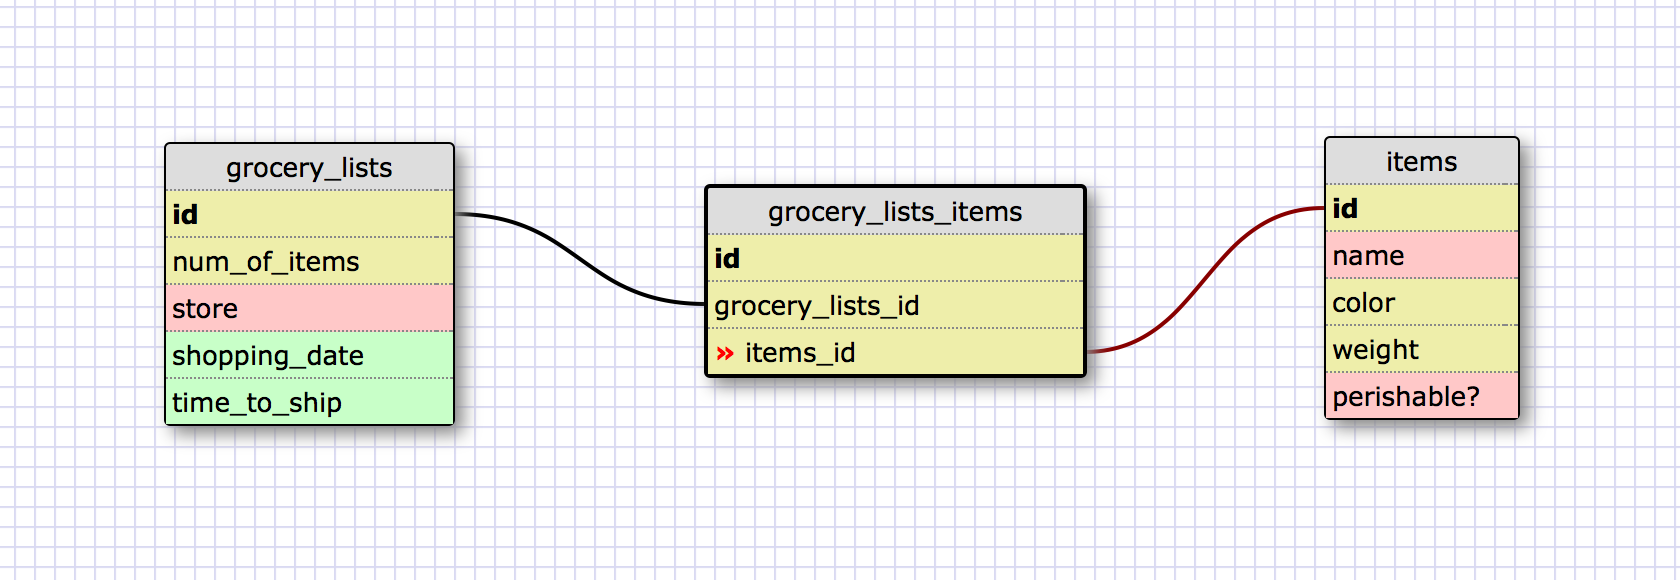 grocery_lists
id
num_of_items
store
shopping_date
time_to_ship
grocery_lists_items
id
grocery_lists_id
» items_id
items
id
name
color
weight
perishable?